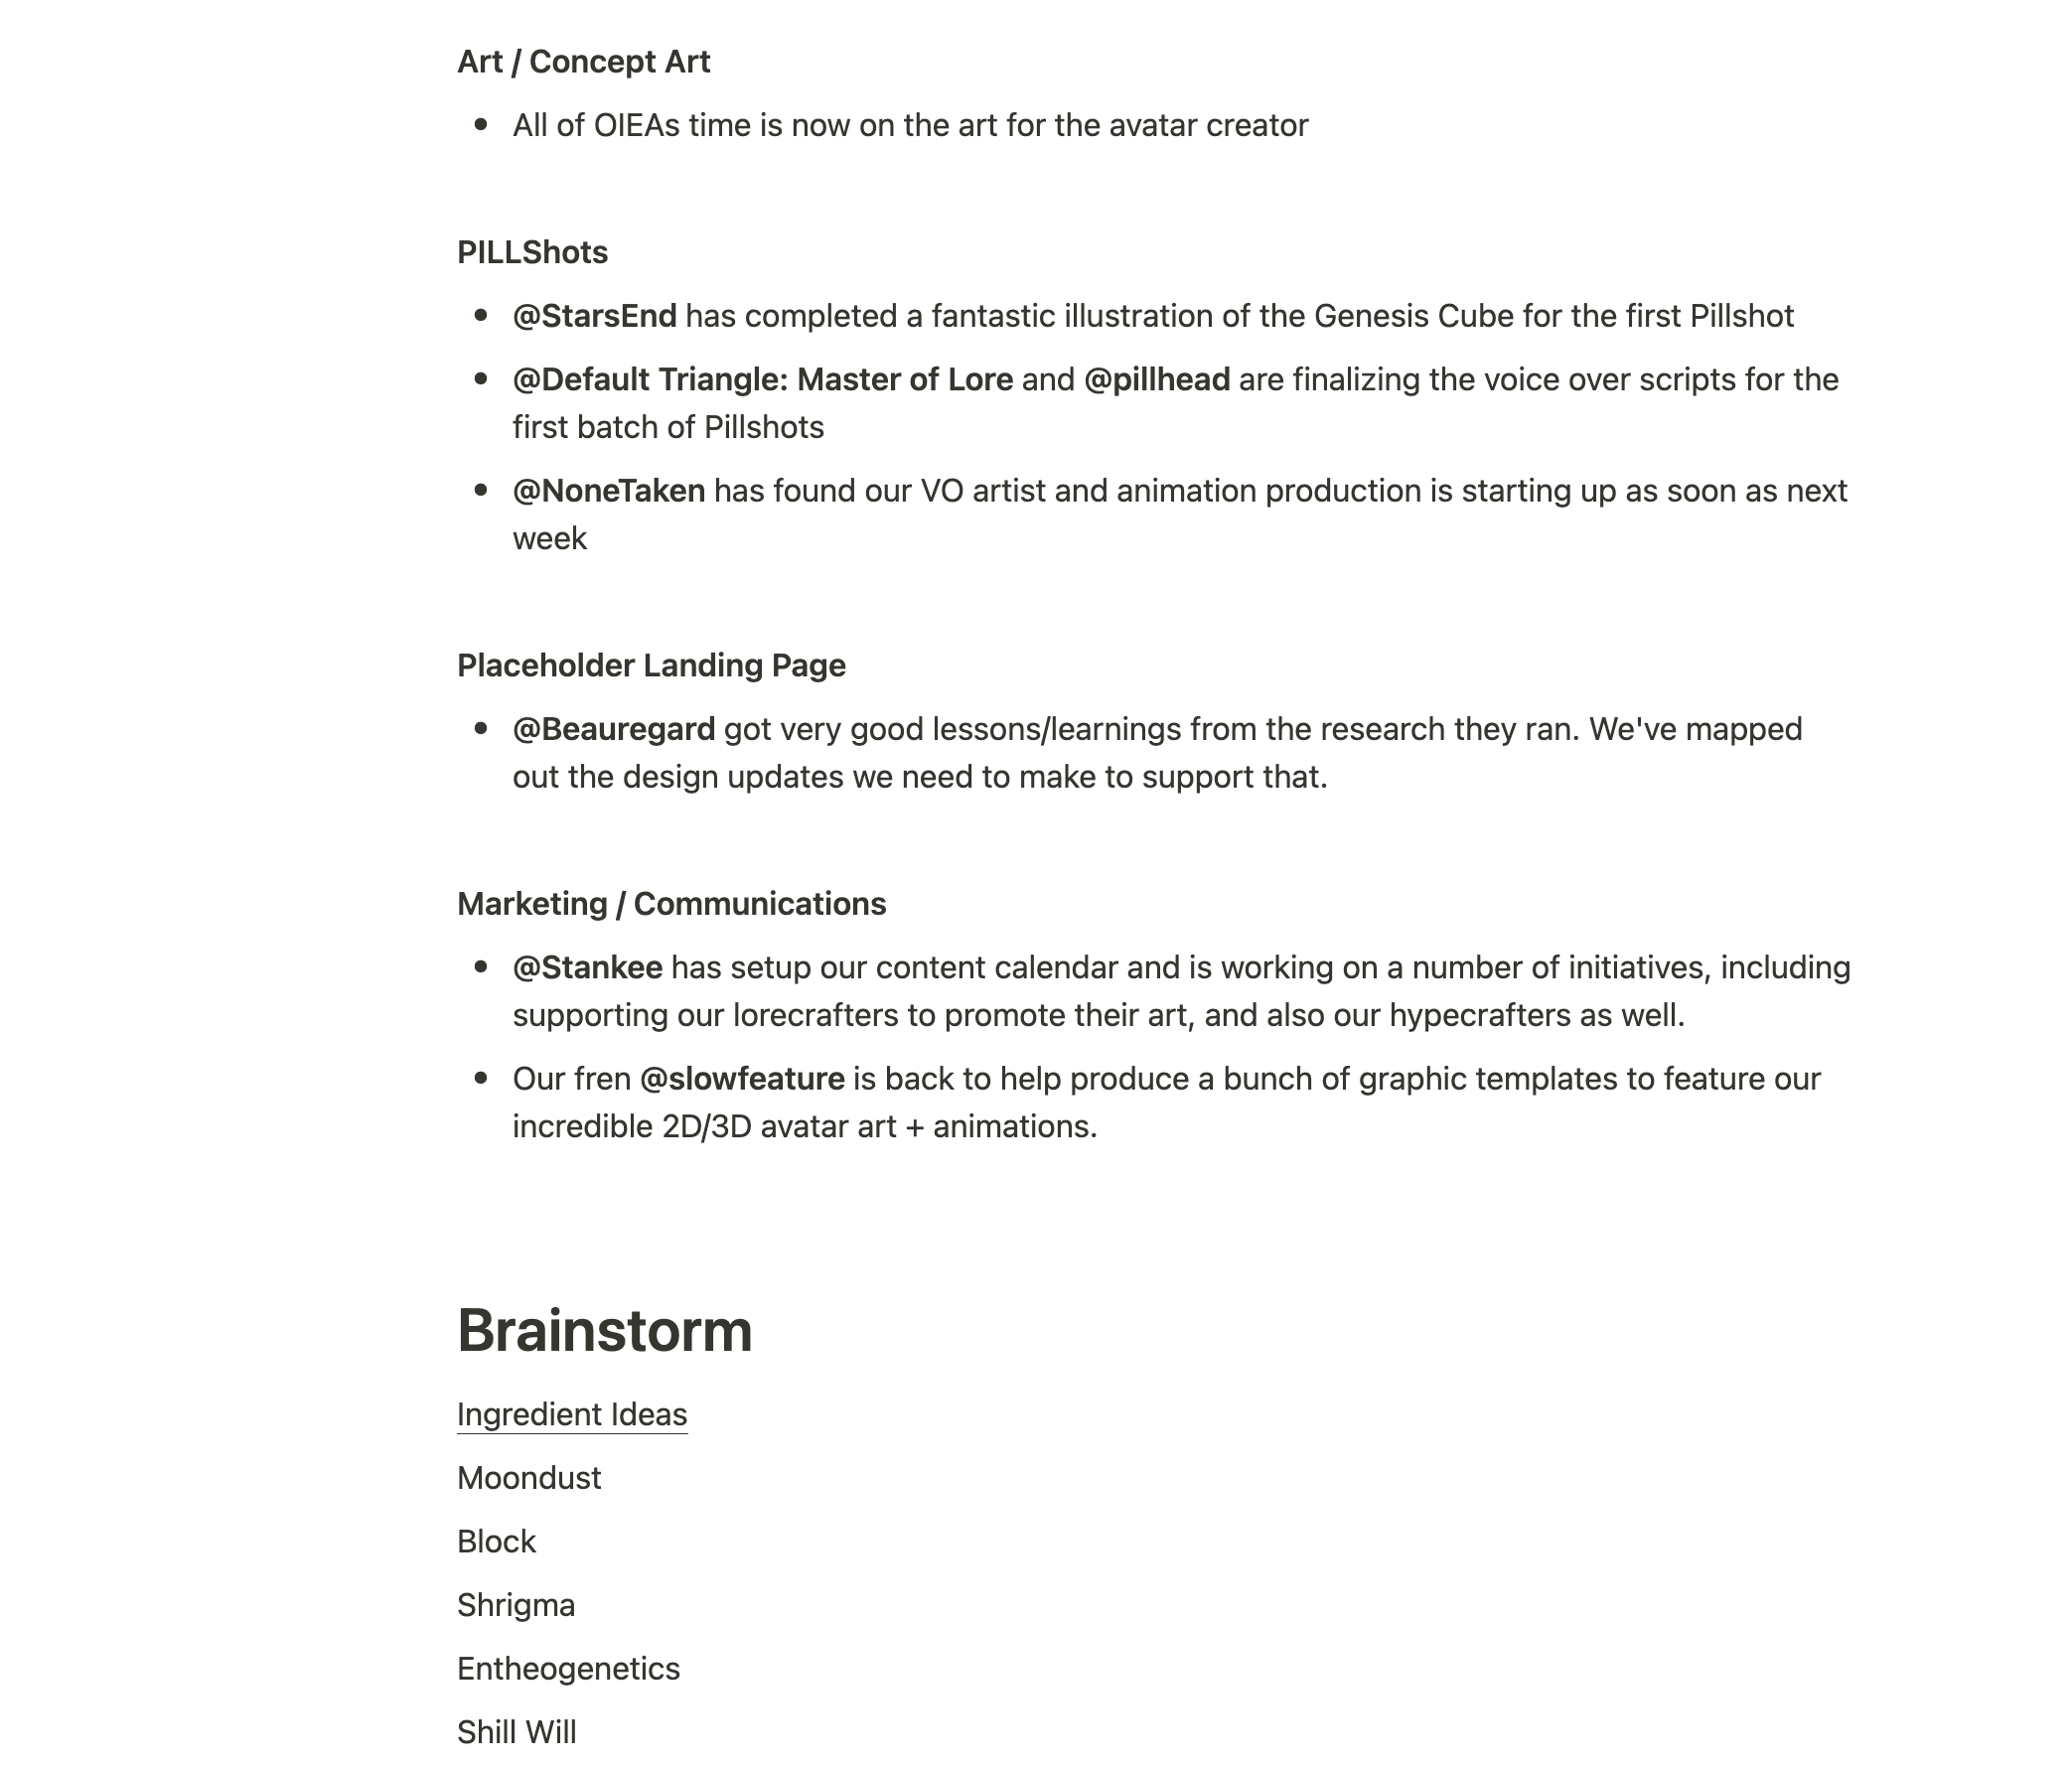 Art / Concept Art
• All of OIEAs time is now on the art for the avatar creator
PILLShots
• @StarsEnd has completed a fantastic illustration of the Genesis Cube for the first Pillshot
• @Default Triangle: Master of Lore and @pillhead are finalizing the voice over scripts for the
first batch of Pillshots
• @NoneTaken has found our VO artist and animation production is starting up as soon as next
week
Placeholder Landing Page
• @Beauregard got very good lessons/learnings from the research they ran. We've mapped
out the design updates we need to make to support that.
Marketing / Communications
• @Stankee has setup our content calendar and is working on a number of initiatives, including
supporting our lorecrafters to promote their art, and also our hypecrafters as well.
• Our fren @slowfeature is back to help produce a bunch of graphic templates to feature our
incredible 2D/3D avatar art + animations.
Brainstorm
Ingredient Ideas
Moondust
Block
Shrigma
Entheogenetics
Shill Will